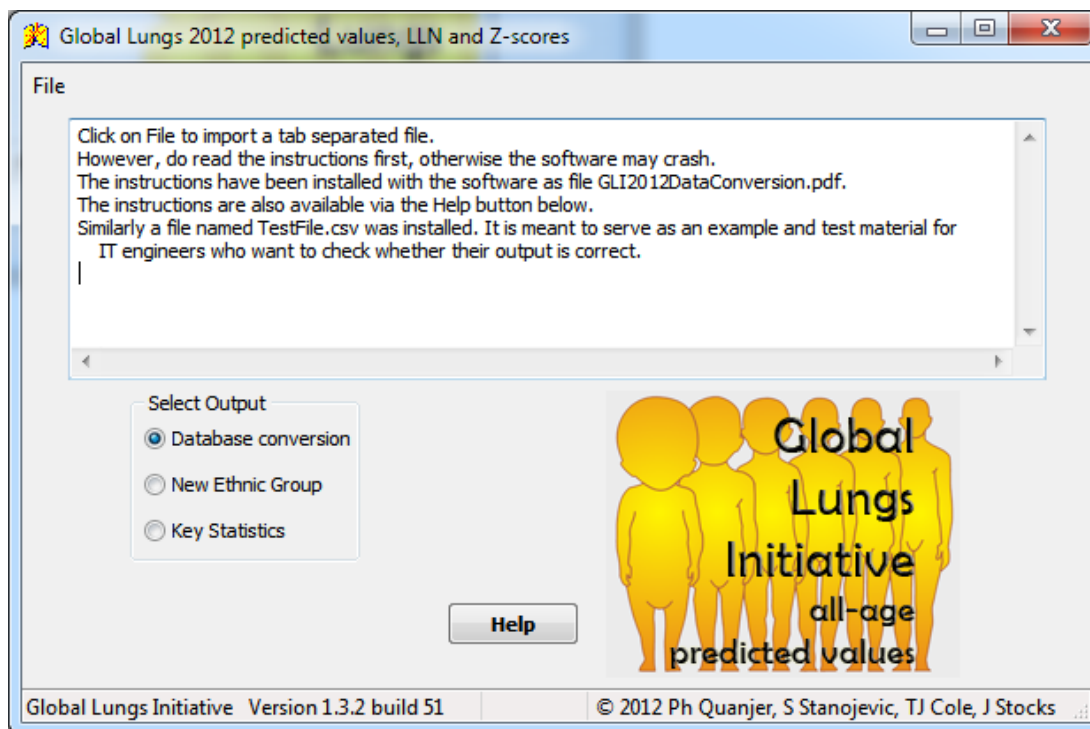 Global Lungs 2012 predicted values, LLN and Z-scores
File
Click on File to import a tab separated file.
However, do read the instructions first, otherwise the software may crash.
The instructions have been installed with the software as file GLI2012DataConversion.pdf.
The instructions are also available via the Help button below.
Similarly a file named TestFile.csv was installed. It is meant to serve as an example and test material for
IT engineers who want to check whether their output is correct.
Select Output
Database conversion
New Ethnic Group
Key Statistics
Help
Global
Lungs
Initiative
all-age
predicted values
Global Lungs Initiative Version 1.3.2 build 51
© 2012 Ph Quanjer, S Stanojevic, TJ Cole, J Stocks